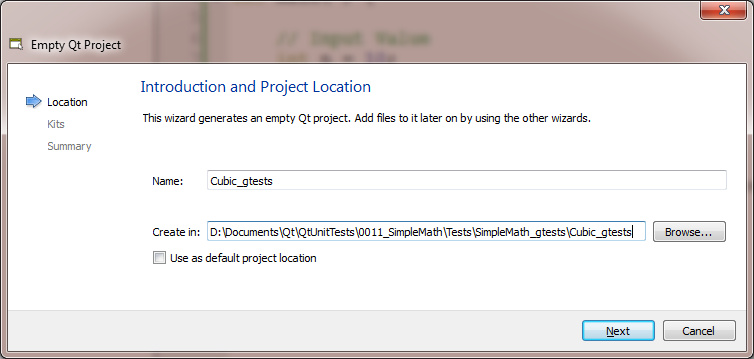 // Input Value
Empty Qt Project
Introduction and Project Location
Location
This wizard generates an empty Qt project. Add files to it later on by using the other wizards.
Kits
Summary
Name: Cubic_gtests
Create in: D:\Documents\Qt\QtUnitTests\0011_SimpleMath\Tests\SimpleMath_gtests\Cubic_gtests Browse...
Use as default project location
Next Cancel